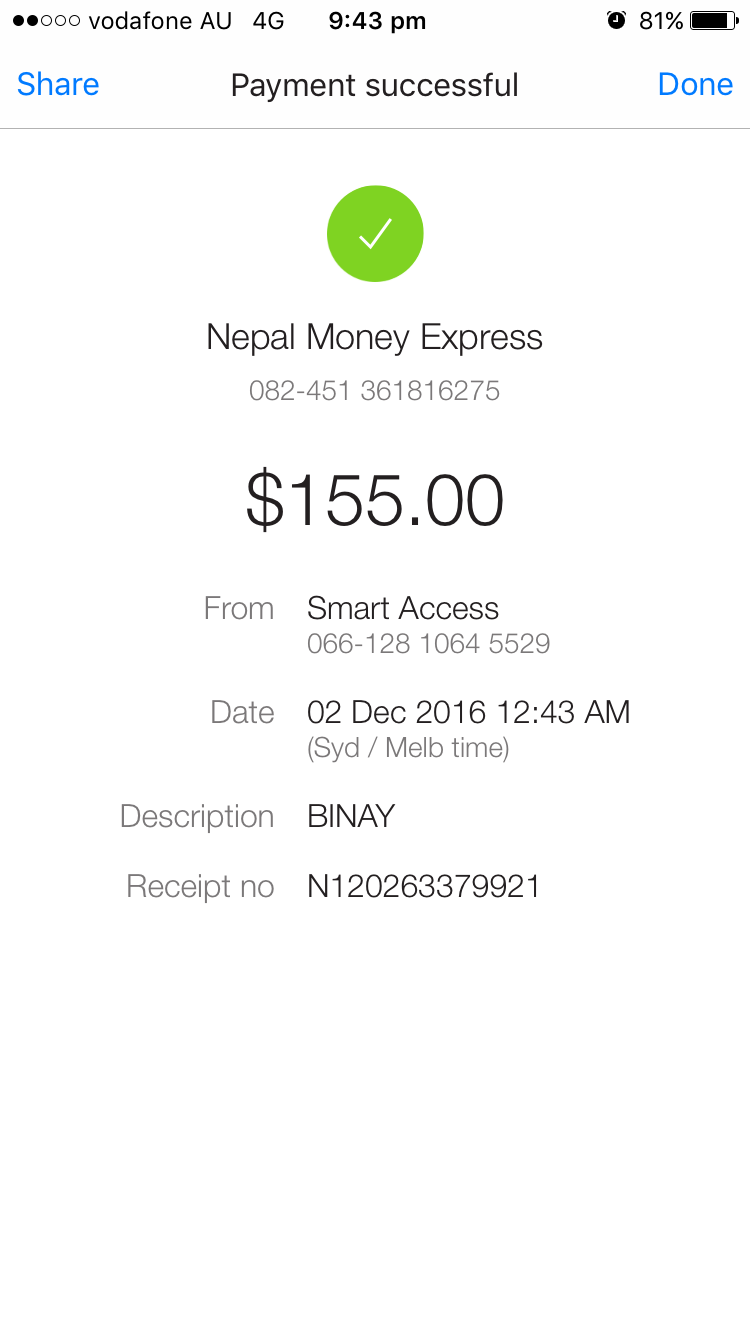 vodafone AU 4G 9:43 pm 81%
Share Payment successful Done
Nepal Money Express
082-451 361816275
$155.00
From Smart Access
066-128 1064 5529
Date 02 Dec 2016 12:43 AM
(Syd / Melb time)
Description BINAY
Receipt no N120263379921